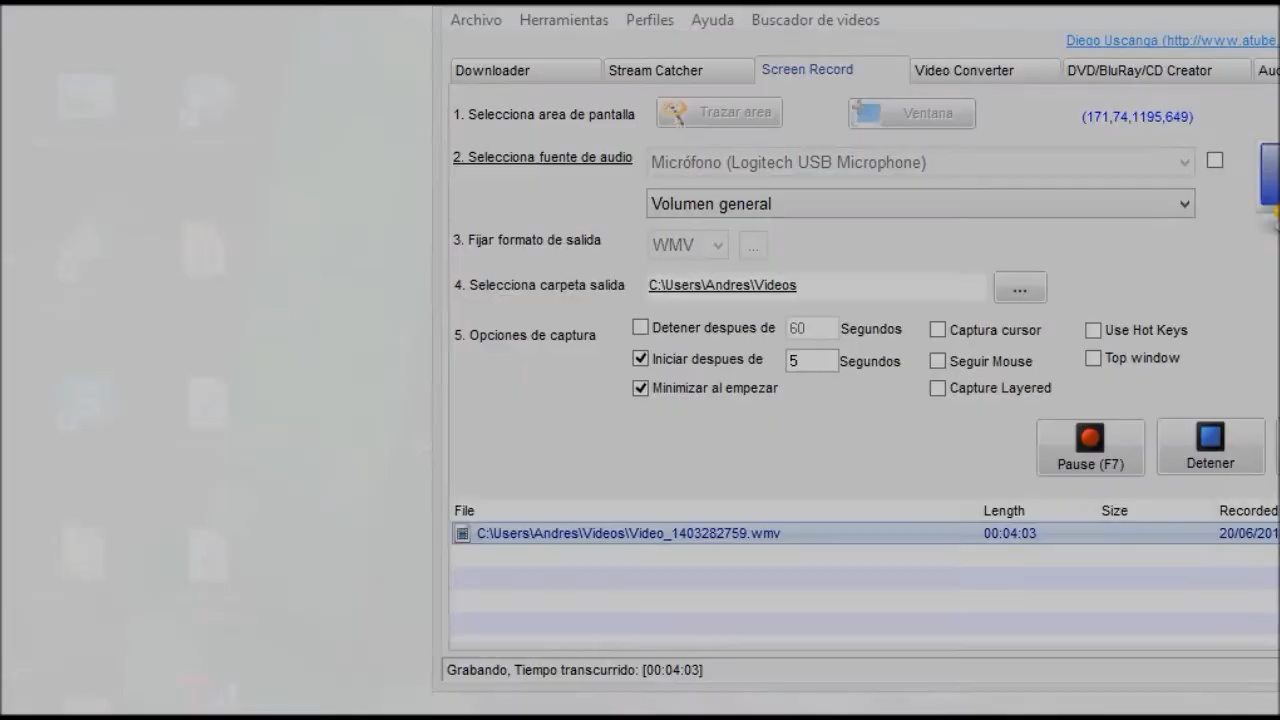 Archivo Herramientas Perfiles Ayuda Buscador de videos
Diego Uscanga (http://www.atube.
Downloader Stream Catcher Screen Record Video Converter DVD/BluRay/CD Creator Au
1. Selecciona area de pantalla Trazar area Ventana (171,74,1195,649)
2. Selecciona fuente de audio Micrófono (Logitech USB Microphone)
Volumen general
3. Fijar formato de salida WMV ...
4. Selecciona carpeta salida C:\Users\Andres\Videos ...
5. Opciones de captura Detener despues de 60 Segundos Captura cursor Use Hot Keys
Iniciar despues de 5 Segundos Seguir Mouse Top window
Minimizar al empezar Capture Layered
Pause (F7) Detener
File Length Size Recorded
C:\Users\Andres\Videos\Video_1403282759.wmv 00:04:03 20/06/201
Grabando, Tiempo transcurrido: [00:04:03]